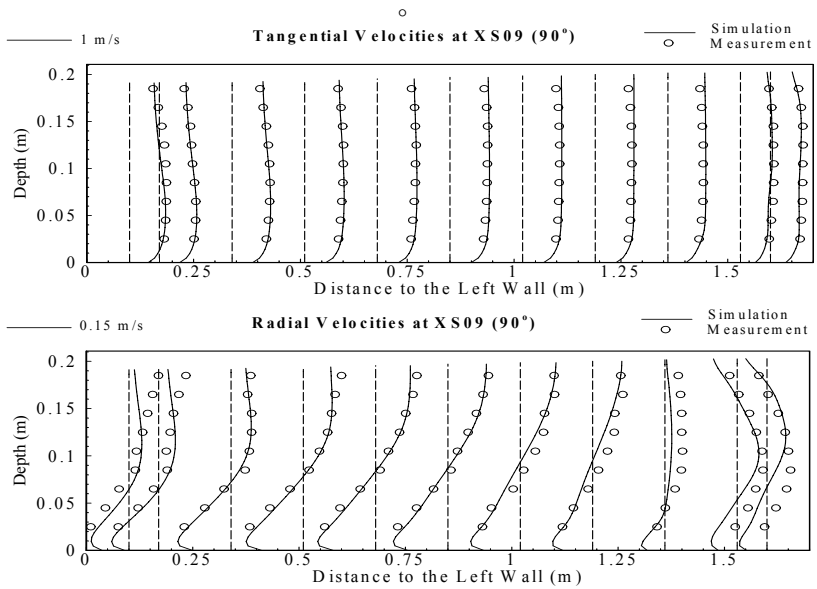 1 m/s
Tangential Velocities at XS09 (90°)
Simulation
Measurement
Depth (m)
0.2
0.15
0.1
0.05
0
0 0.25 0.5 0.75 1 1.25 1.5
Distance to the Left Wall (m)
0.15 m/s
Radial Velocities at XS09 (90°)
Simulation
Measurement
Depth (m)
0.2
0.15
0.1
0.05
0
0 0.25 0.5 0.75 1 1.25 1.5
Distance to the Left Wall (m)